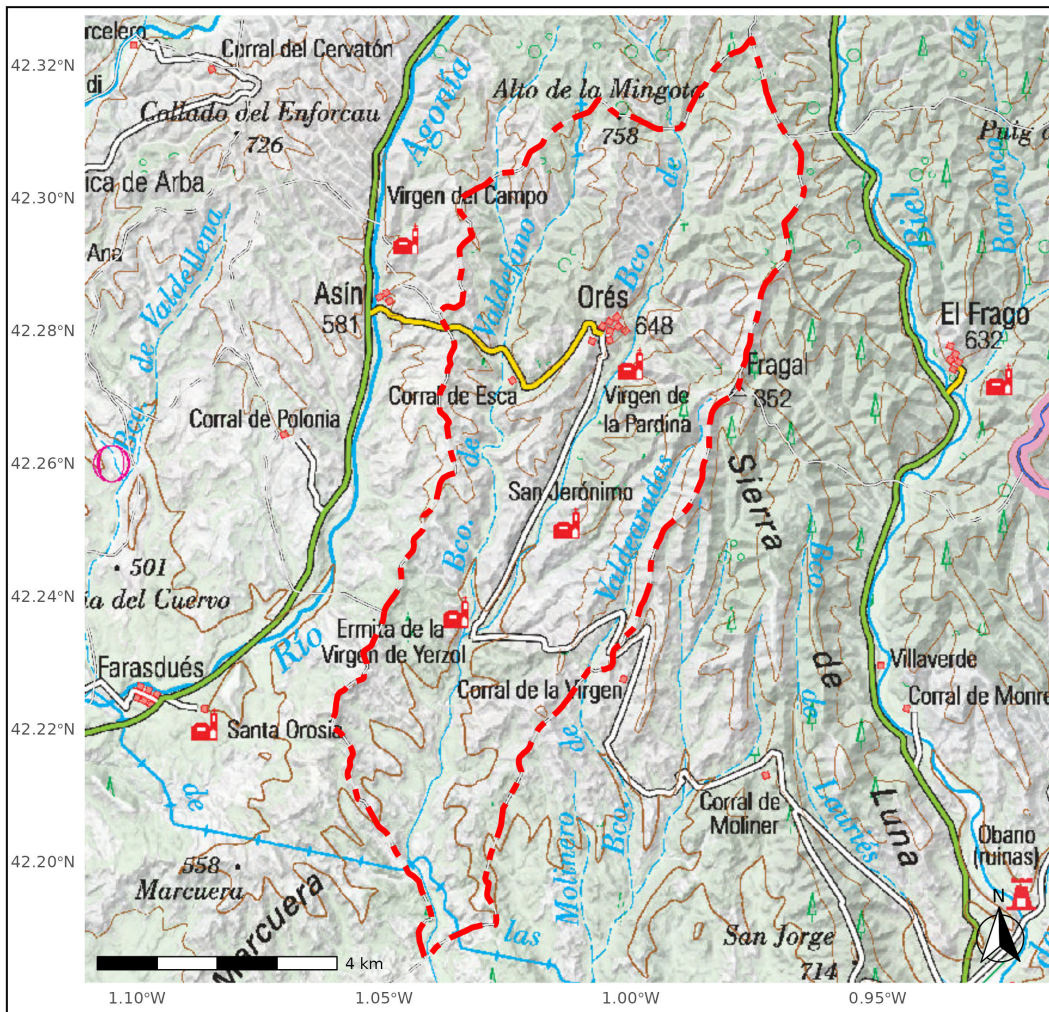 42.32°N
42.30°N
42.28°N
42.26°N
42.24°N
42.22°N
42.20°N
1.10°W
1.05°W
1.00°W
0.95°W
rcelero
Corral del Cervatón
di
Collado del Enforcau
726
Agonía
Alto de la Mingota
758
de
de
Puig
ica de Arba
Virgen del Campo
Ana
de Valdellena
Bco.
Asín
581
Valdefano
de
Bco.
Bco.
Orés
648
Biel
Barranco
El Frago
632
Fragal
852
Corral de Esca
Virgen de
la Pardina
Corral de Polonia
San Jerónimo
Valdearadas
Sierra
de
Luna
501
ia del Cuervo
Río
Ermita de la
Virgen de Yerzol
Bco.
de
Lauriés
Villaverde
Corral de Monre
Farasdués
Santa Orosia
Corral de la Virgen
de
Molinaro
de
Bco.
las
Corral de
Moliner
Obano
(ruinas)
558
Marcuera
Marcuera
San Jorge
714
N
4 km